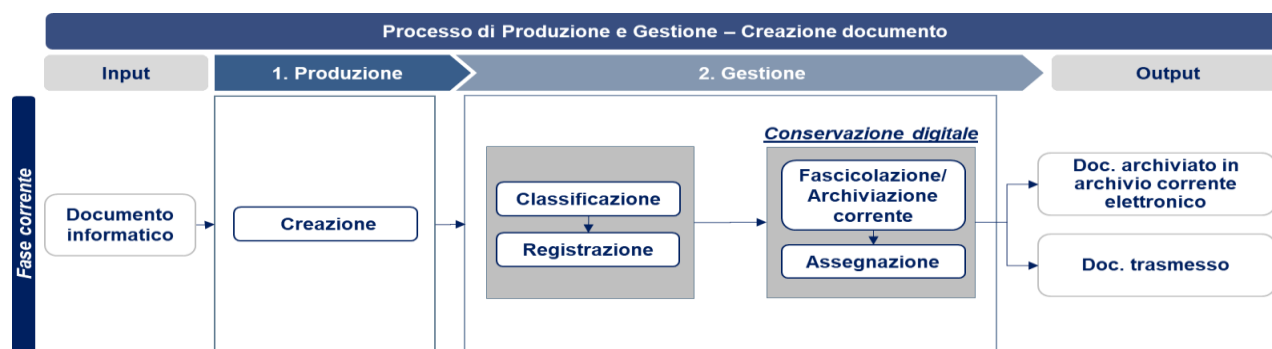 Processo di Produzione e Gestione – Creazione documento
Input
1. Produzione
2. Gestione
Output
Fase corrente
Documento
informatico
Creazione
Classificazione
Registrazione
Conservazione digitale
Fascicolazione/
Archiviazione
corrente
Assegnazione
Doc. archiviato in
archivio corrente
elettronico
Doc. trasmesso